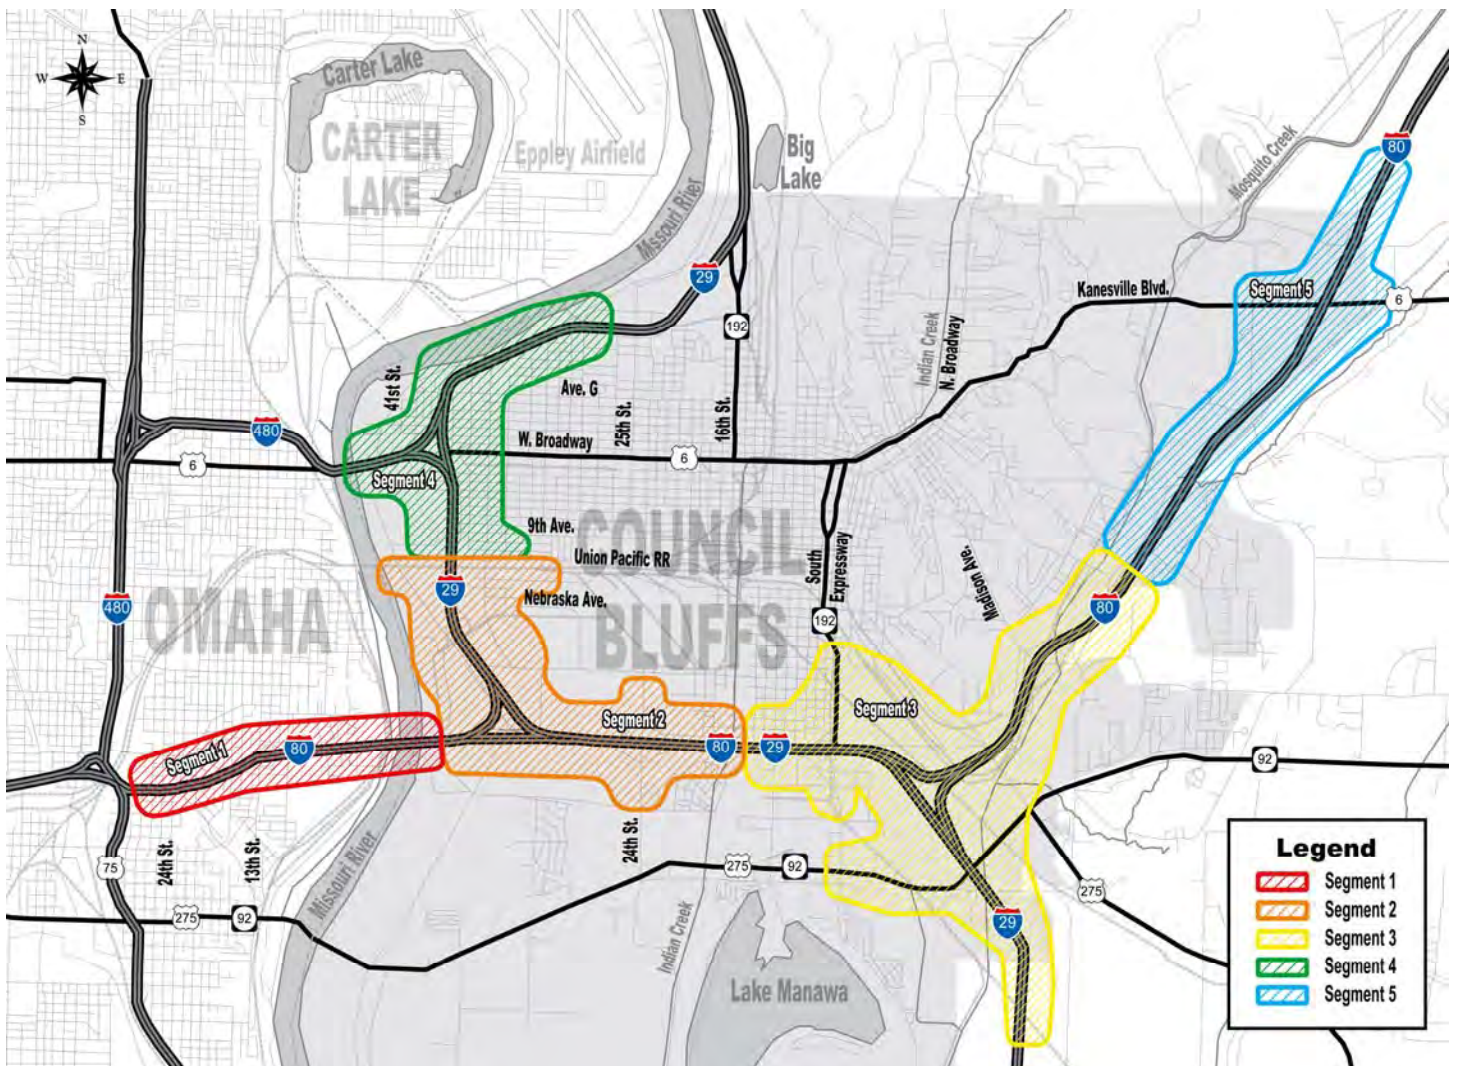 N
W E
S
Carter Lake
CARTER
LAKE
Eppley Airfield
Missouri River
Big
Lake
Mosquito Creek
80
29
192
Kanesville Blvd.
Segment 5
6
Indian Creek
N. Broadway
41st St.
Ave. G
25th St.
16th St.
480
W. Broadway
6
6
Segment 4
9th Ave.
COUNCIL
BLUFFS
Union Pacific RR
Nebraska Ave.
South
Expressway
Madison Ave.
29
480
OMAHA
192
80
Segment 1
80
Segment 2
80
29
Segment 3
92
24th St.
13th St.
75
275
92
Missouri River
24th St.
275
92
Indian Creek
Lake Manawa
29
275
Legend
Segment 1
Segment 2
Segment 3
Segment 4
Segment 5